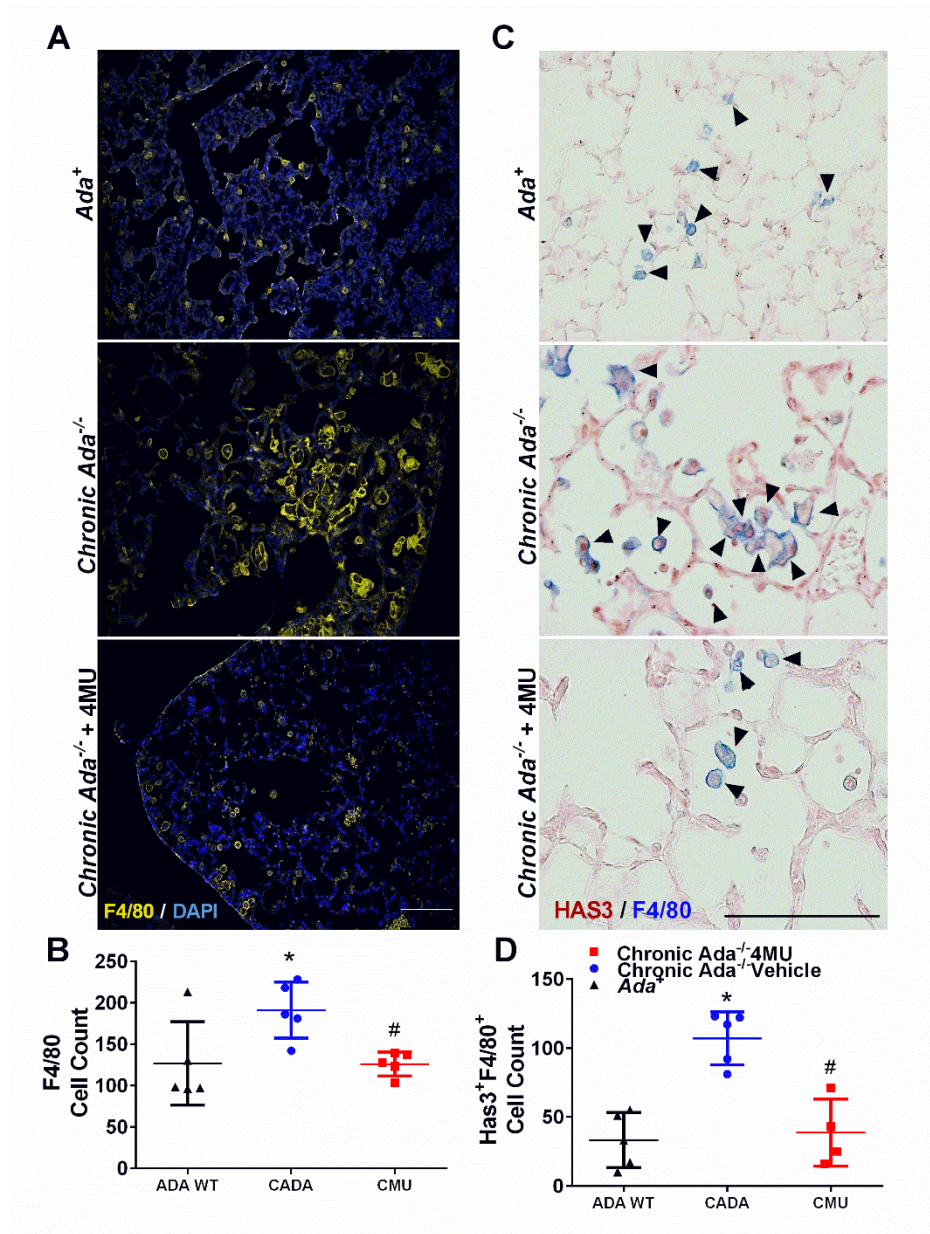 A
C
Ada+
Chronic Ada-/-
Chronic Ada-/- + 4MU
F4/80 / DAPI
Ada+
Chronic Ada-/-
Chronic Ada-/- + 4MU
HAS3 / F4/80
B
F4/80
Cell Count
250
200
150
100
50
0
*
#
ADA WT
CADA
CMU
D
Chronic Ada-/-4MU
Chronic Ada-/-Vehicle
Ada+
Has3+F4/80+
Cell Count
150
100
50
0
*
#
ADA WT
CADA
CMU